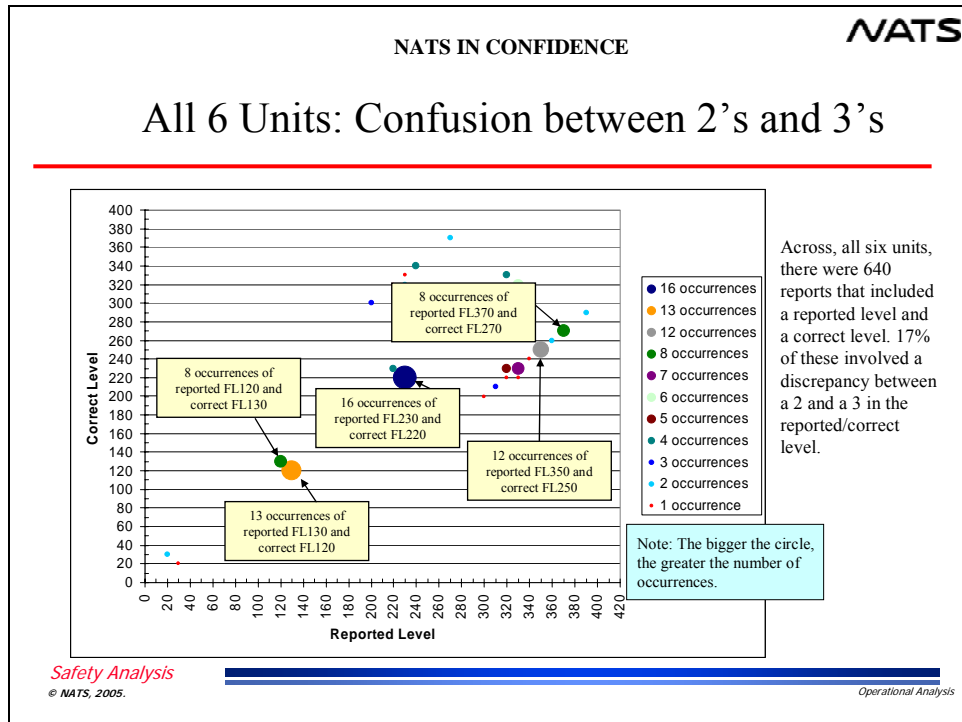 NATS
NATS IN CONFIDENCE
All 6 Units: Confusion between 2’s and 3’s
Correct Level
400
380
360
340
320
300
280
260
240
220
200
180
160
140
120
100
80
60
40
20
0
0 20 40 60 80 100 120 140 160 180 200 220 240 260 280 300 320 340 360 380 400 420
Reported Level
8 occurrences of
reported FL370 and
correct FL270
8 occurrences of
reported FL120 and
correct FL130
16 occurrences of
reported FL230 and
correct FL220
12 occurrences of
reported FL350 and
correct FL250
13 occurrences of
reported FL130 and
correct FL120
16 occurrences
13 occurrences
12 occurrences
8 occurrences
7 occurrences
6 occurrences
5 occurrences
4 occurrences
3 occurrences
2 occurrences
1 occurrence
Across, all six units,
there were 640
reports that included
a reported level and
a correct level. 17%
of these involved a
discrepancy between
a 2 and a 3 in the
reported/correct
level.
Note: The bigger the circle,
the greater the number of
occurrences.
Safety Analysis
© NATS, 2005.
Operational Analysis